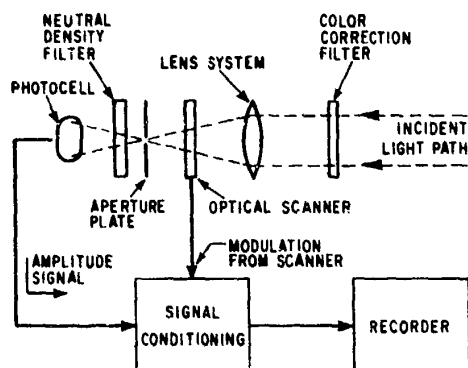 NEUTRAL
DENSITY
FILTER
PHOTOCELL
LENS SYSTEM
COLOR
CORRECTION
FILTER
INCIDENT
LIGHT PATH
APERTURE
PLATE
OPTICAL SCANNER
MODULATION
FROM SCANNER
AMPLITUDE
SIGNAL
SIGNAL
CONDITIONING
RECORDER